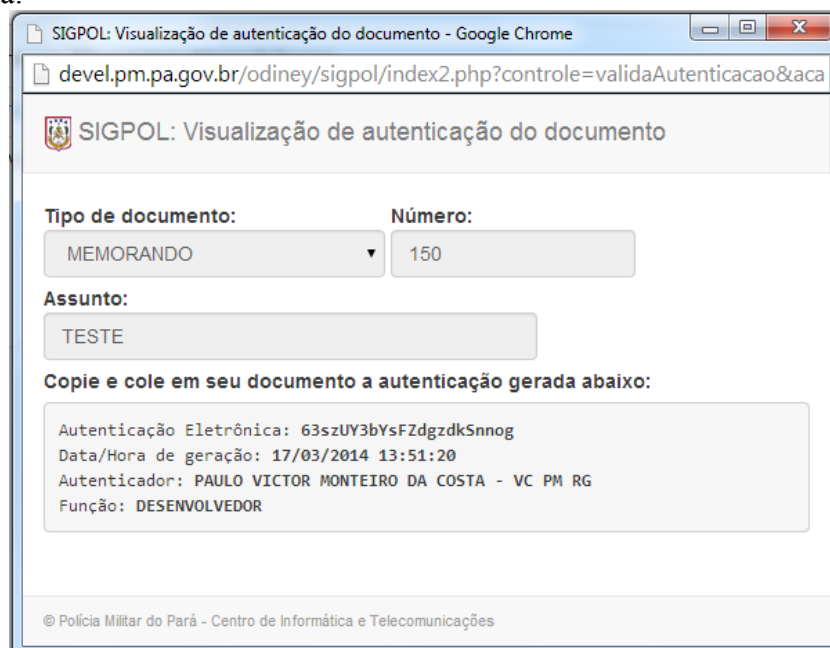 a.
SIGPOL: Visualização de autenticação do documento - Google Chrome
devel.pm.pa.gov.br/odiney/sigpol/index2.php?controle=validaAutenticacao&aca
SIGPOL: Visualização de autenticação do documento
Tipo de documento: Número:
MEMORANDO 150
Assunto:
TESTE
Copie e cole em seu documento a autenticação gerada abaixo:
Autenticação Eletrônica: 63szUY3bYsFZdgzdkSnnog
Data/Hora de geração: 17/03/2014 13:51:20
Autenticador: PAULO VICTOR MONTEIRO DA COSTA - VC PM RG
Função: DESENVOLVEDOR
© Polícia Militar do Pará - Centro de Informática e Telecomunicações